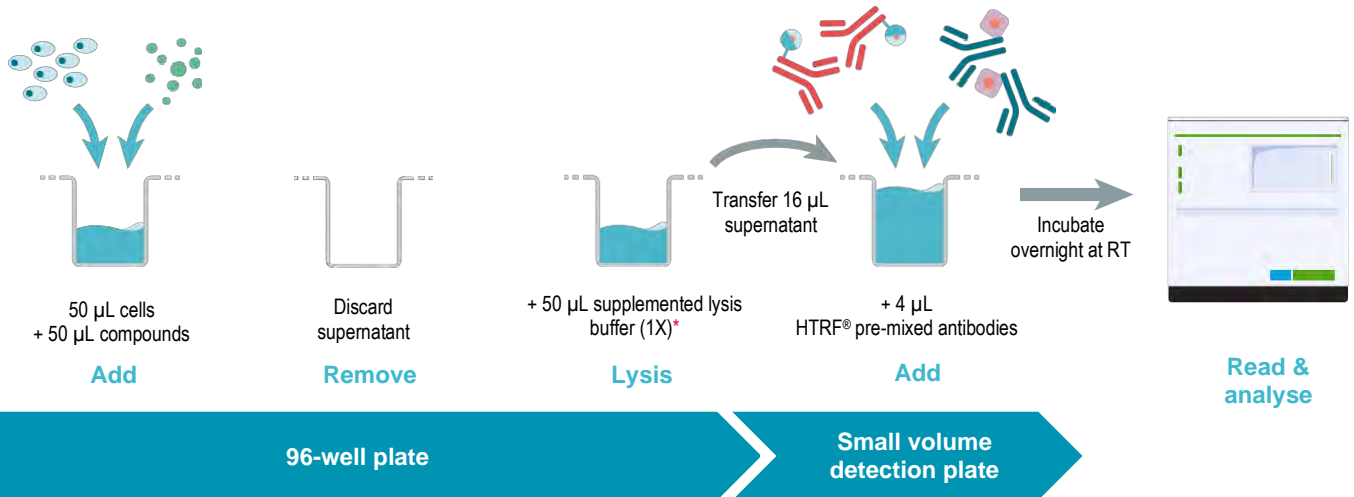 Transfer 16 µL
supernatant
Incubate
overnight at RT
50 µL cells
+ 50 µL compounds
Discard
supernatant
+ 50 µL supplemented lysis
buffer (1X)*
+ 4 µL
HTRF® pre-mixed antibodies
Add
Remove
Lysis
Add
Read &
analyse
96-well plate
Small volume
detection plate